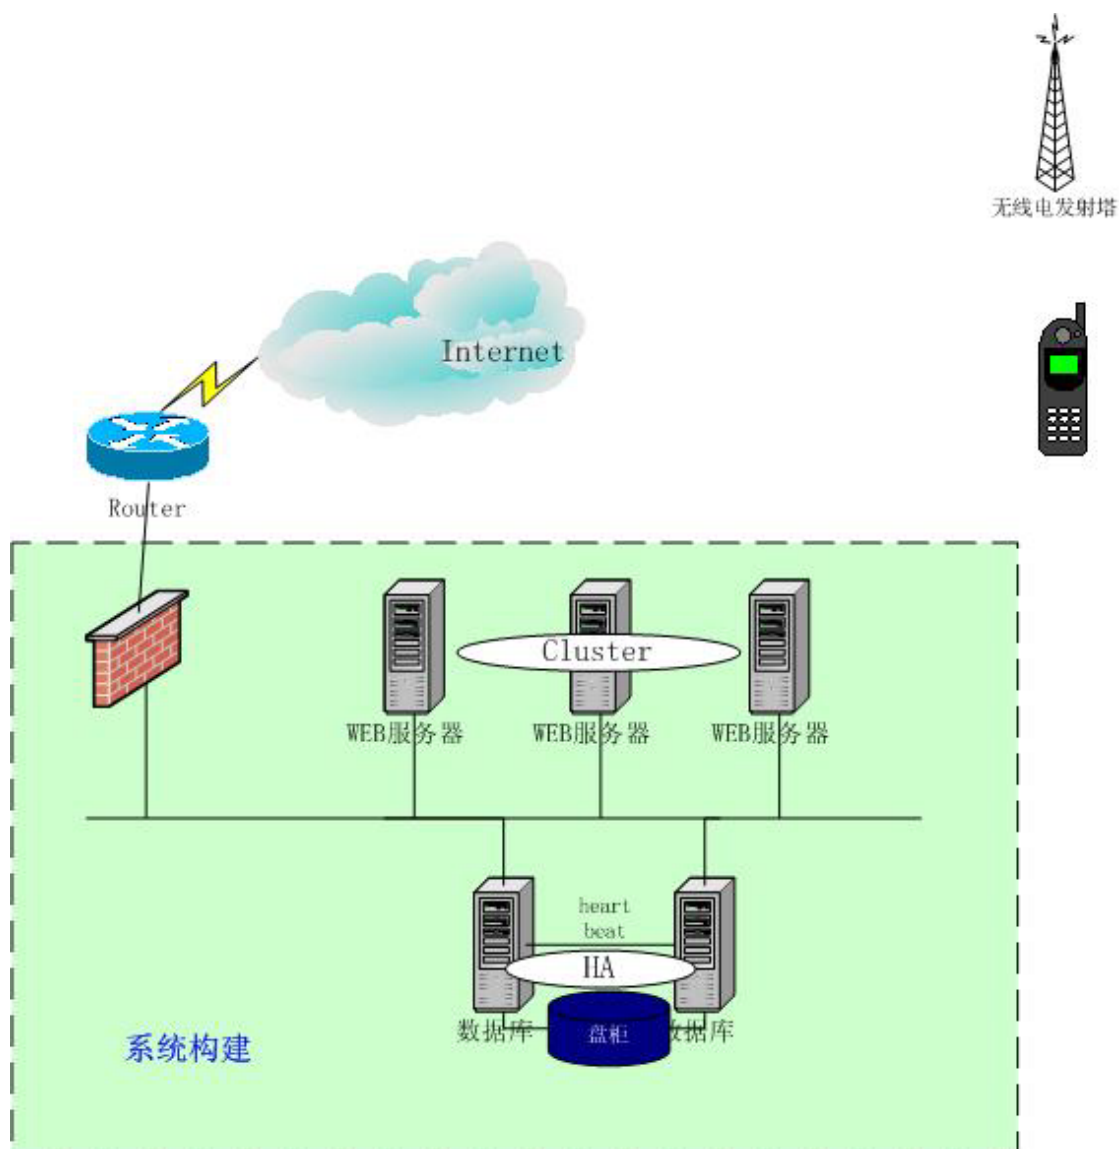 无线电发射塔
Internet
Router
Cluster
WEB服务器
WEB服务器
WEB服务器
heart
beat
HA
数据库
盘柜
数据库
系统构建